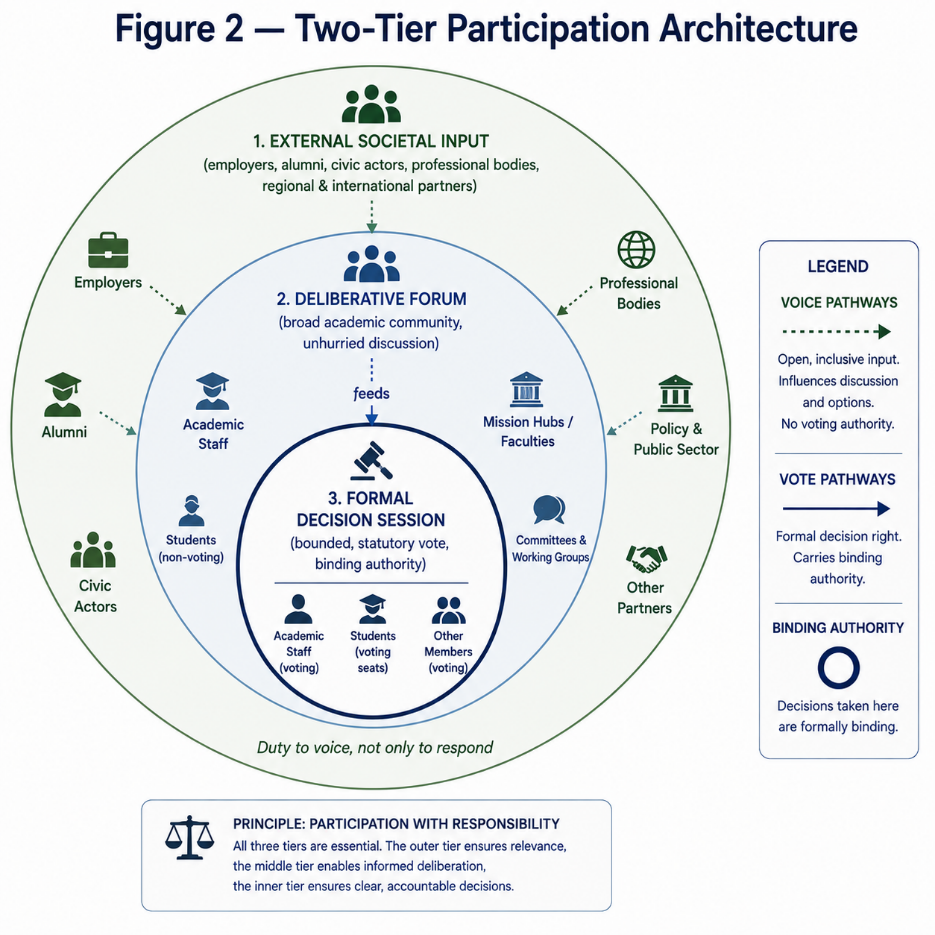 Figure 2 — Two-Tier Participation Architecture
1. EXTERNAL SOCIETAL INPUT
(employers, alumni, civic actors, professional bodies,
regional & international partners)
Employers
Professional
Bodies
2. DELIBERATIVE FORUM
(broad academic community,
unhurried discussion)
feeds
Alumni
Academic
Staff
Mission Hubs /
Faculties
Policy &
Public Sector
3. FORMAL
DECISION SESSION
(bounded, statutory vote,
binding authority)
Students
(non-voting)
Committees &
Working Groups
Civic
Actors
Other
Partners
Academic
Staff
(voting)
Students
(voting
seats)
Other
Members
(voting)
Duty to voice, not only to respond
LEGEND
VOICE PATHWAYS
Open, inclusive input.
Influences discussion
and options.
No voting authority.
VOTE PATHWAYS
Formal decision right.
Carries binding
authority.
BINDING AUTHORITY
Decisions taken here
are formally binding.
PRINCIPLE: PARTICIPATION WITH RESPONSIBILITY
All three tiers are essential. The outer tier ensures relevance,
the middle tier enables informed deliberation,
the inner tier ensures clear, accountable decisions.